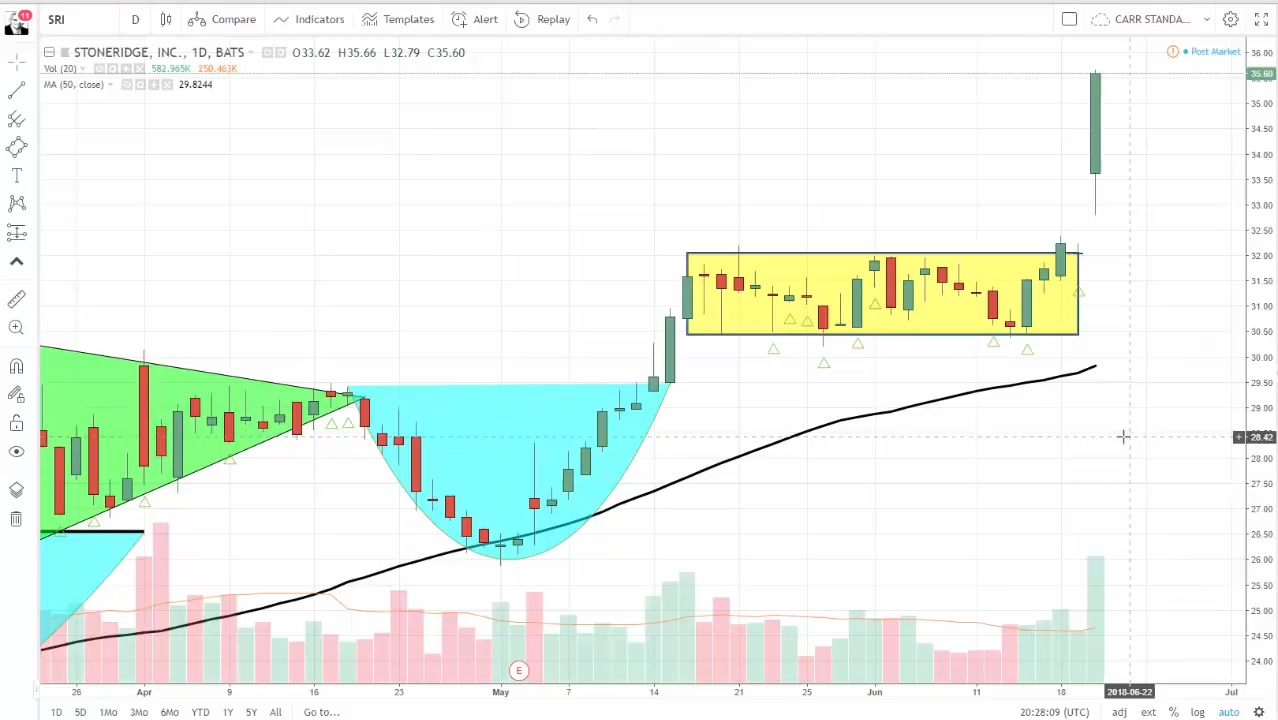 11
SRI
D
Compare
Indicators
Templates
Alert
Replay
CARR STANDA...
STONERIDGE, INC., 1D, BATS
O33.62 H35.66 L32.79 C35.60
Post Market
Vol (20) 582.965K 250.463K
MA (50, close) 29.8244
36.00
35.60
35.00
34.50
34.00
33.50
33.00
32.50
32.00
31.50
31.00
30.50
30.00
29.50
29.00
28.42
28.00
27.50
27.00
26.50
26.00
25.50
25.00
24.50
24.00
E
26 Apr 9 16 23 May 7 14 21 25 Jun 11 18 2018-06-22 Jul
1D 5D 1Mo 3Mo 6Mo YTD 1Y 5Y All Go to...
20:28:09 (UTC) adj ext % log auto